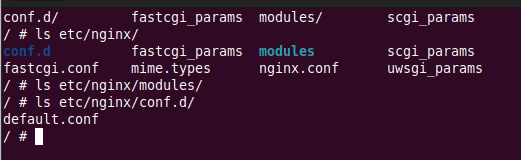 conf.d/ fastcgi_params modules/ scgi_params
/ # ls etc/nginx/
conf.d fastcgi_params modules scgi_params
fastcgi.conf mime.types nginx.conf uwsgi_params
/ # ls etc/nginx/modules/
/ # ls etc/nginx/conf.d/
default.conf
/ #